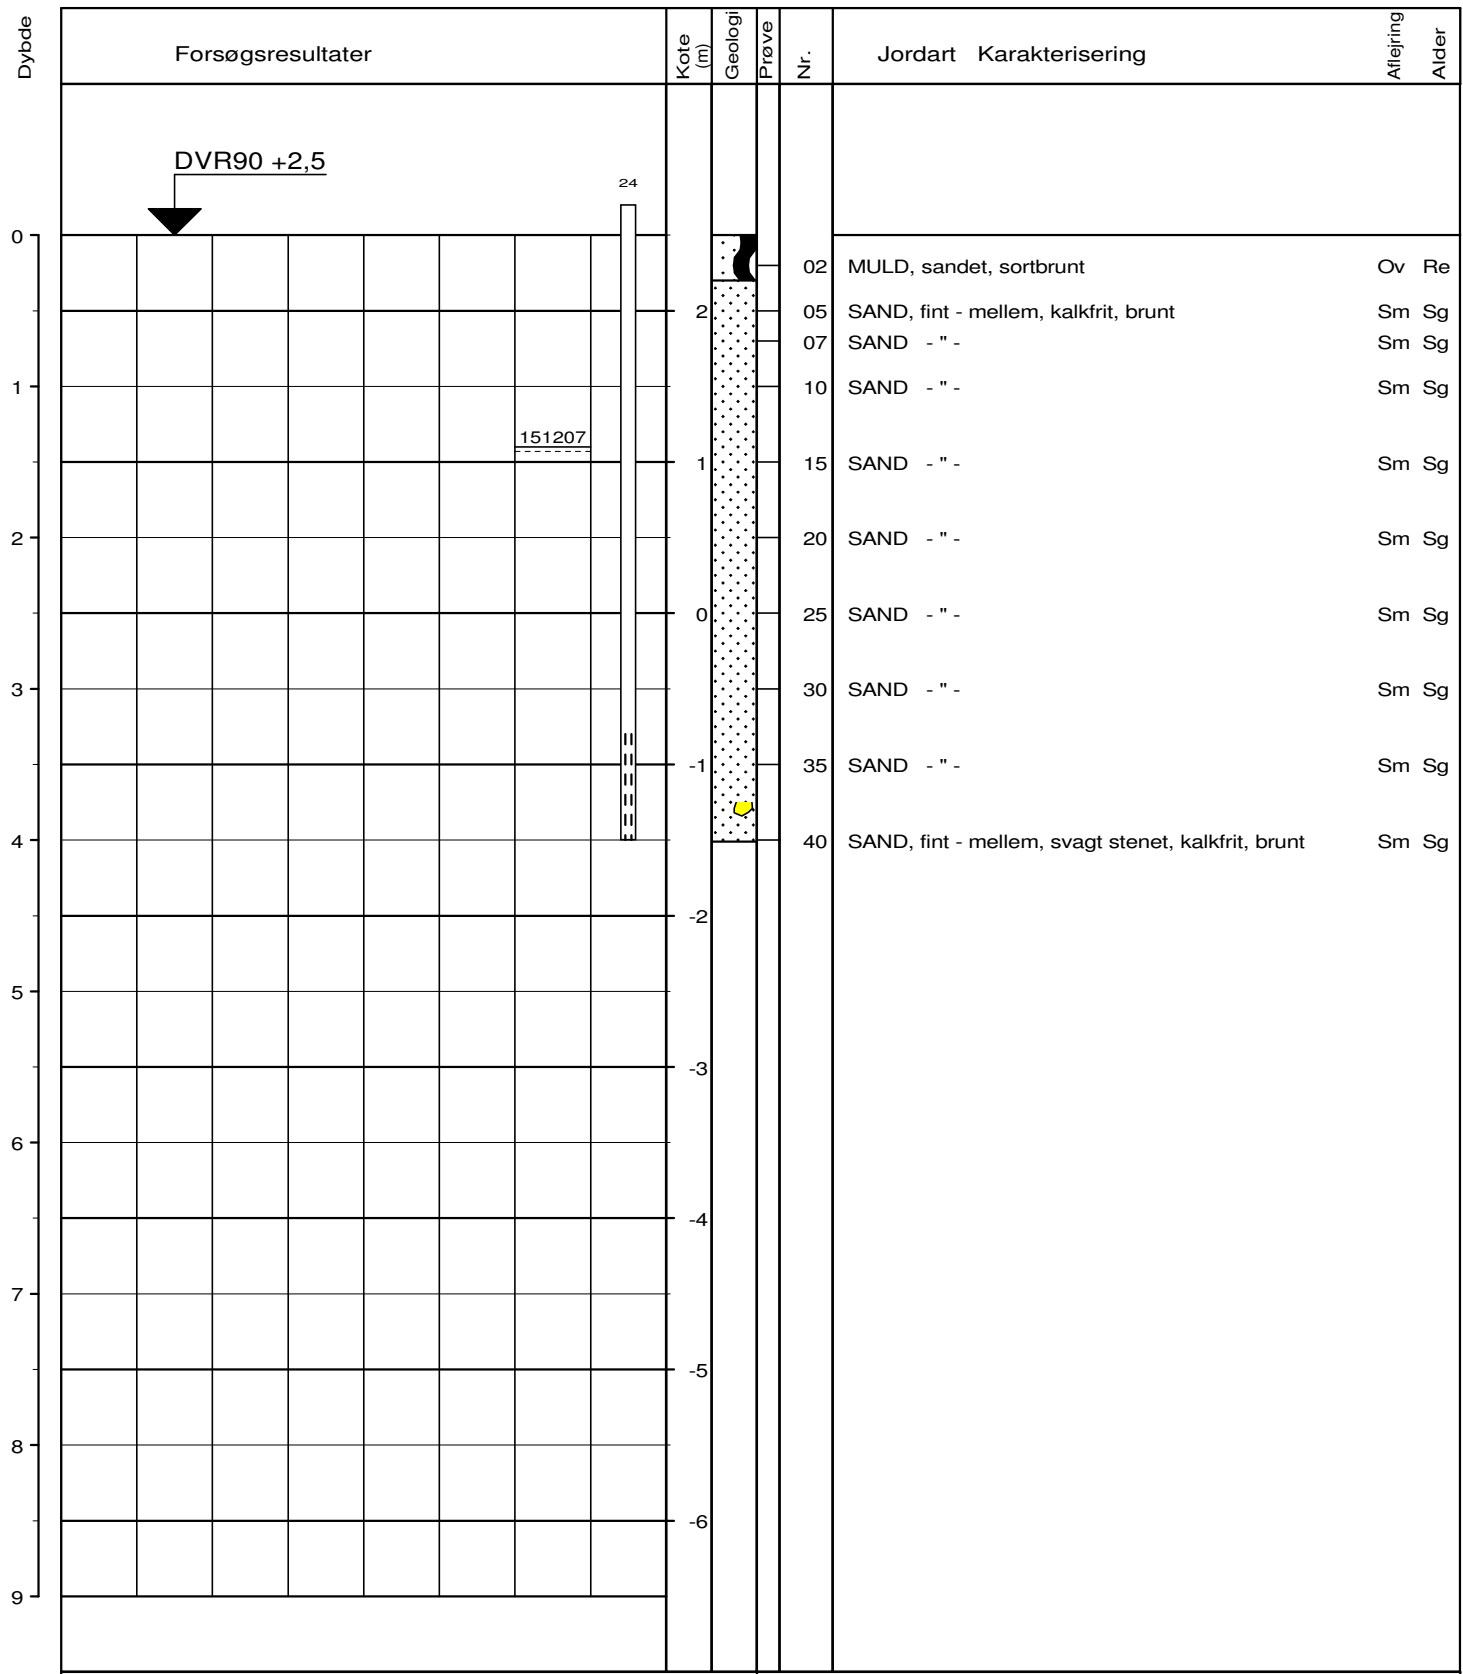 Dybde Forsøgsresultater Kote (m) Geologi Prøve Nr. Jordart Karakterisering Aflejring Alder
DVR90 +2,5
24
0
02 MULD, sandet, sortbrunt Ov Re
2 05 SAND, fint - mellem, kalkfrit, brunt Sm Sg
07 SAND - " - Sm Sg
1 10 SAND - " - Sm Sg
151207
1 15 SAND - " - Sm Sg
2 20 SAND - " - Sm Sg
0 25 SAND - " - Sm Sg
3 30 SAND - " - Sm Sg
-1 35 SAND - " - Sm Sg
4 40 SAND, fint - mellem, svagt stenet, kalkfrit, brunt Sm Sg
-2
5
-3
6
-4
7
-5
8
-6
9